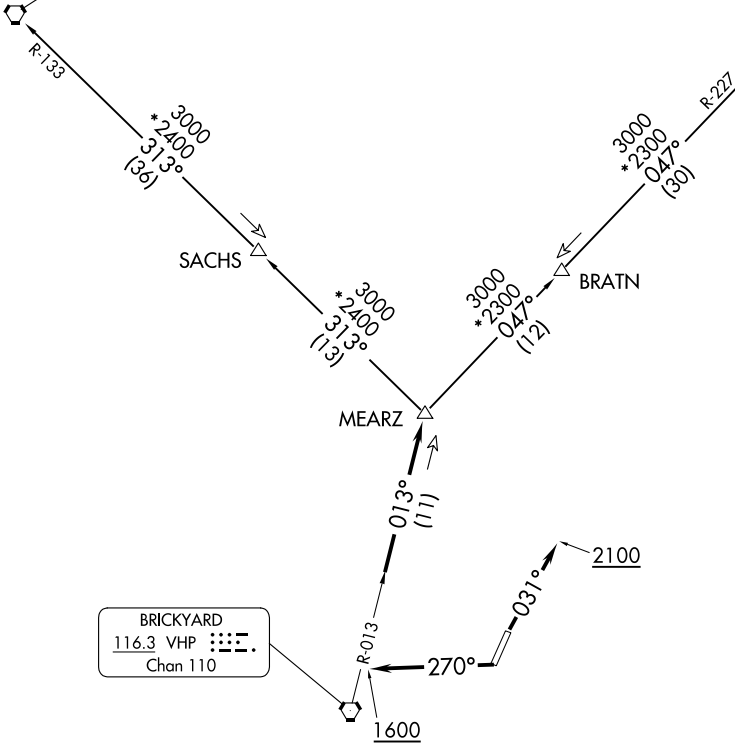 R-133
3000
*2400
313°
(36)
R-227
3000
*2300
047°
(30)
SACHS
BRATN
3000
*2400
313°
(13)
3000
*2300
047°
(12)
MEARZ
013°
(11)
2100
031°
BRICKYARD
116.3 VHP
Chan 110
R-013
270°
1600